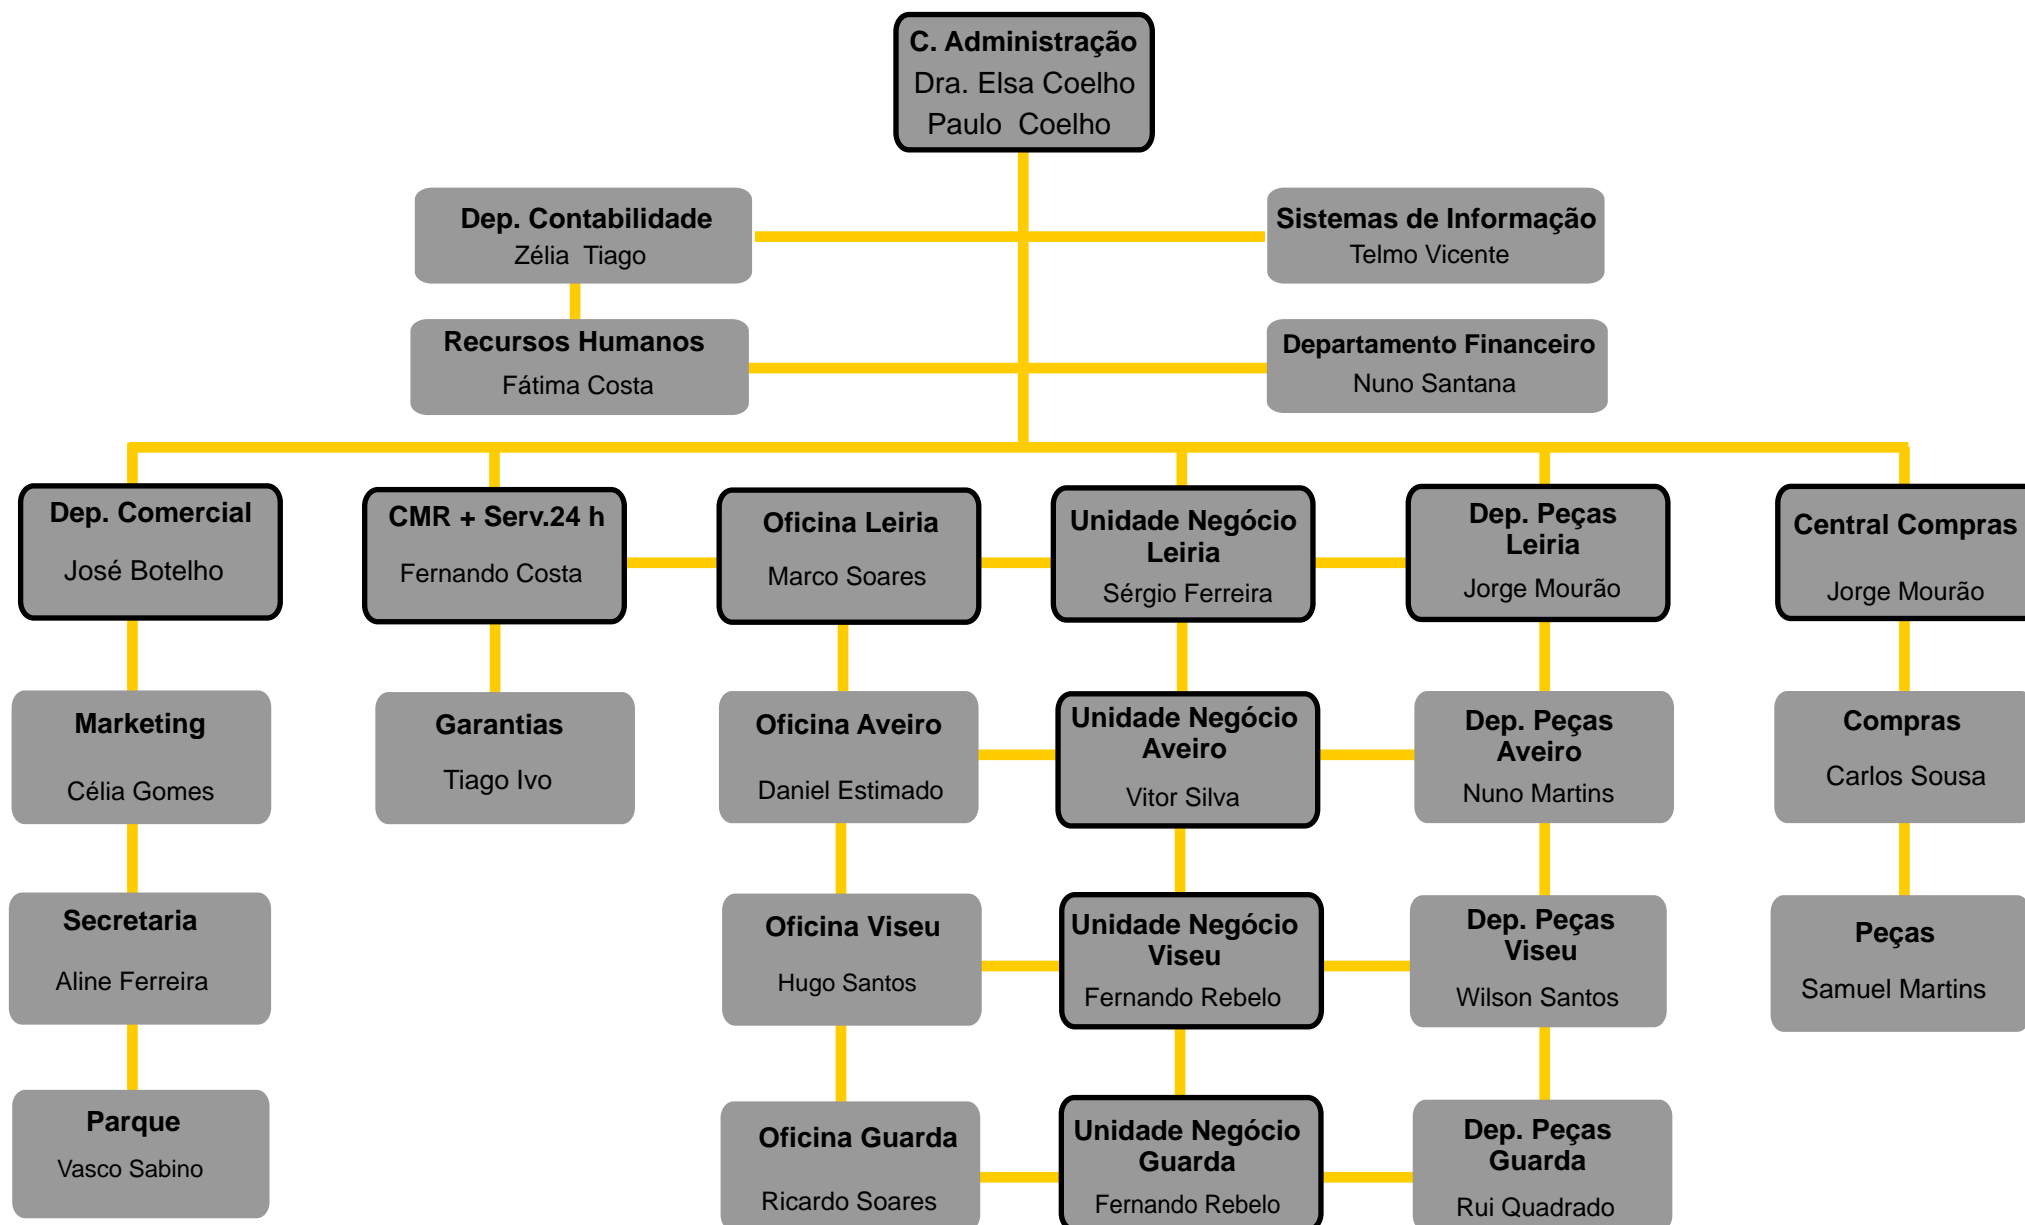 C. Administração
Dra. Elsa Coelho
Paulo Coelho
Dep. Contabilidade
Zélia Tiago
Sistemas de Informação
Telmo Vicente
Recursos Humanos
Fátima Costa
Departamento Financeiro
Nuno Santana
Dep. Comercial
José Botelho
CMR + Serv.24 h
Fernando Costa
Oficina Leiria
Marco Soares
Unidade Negócio
Leiria
Sérgio Ferreira
Dep. Peças
Leiria
Jorge Mourão
Central Compras
Jorge Mourão
Marketing
Célia Gomes
Garantias
Tiago Ivo
Oficina Aveiro
Daniel Estimado
Unidade Negócio
Aveiro
Vitor Silva
Dep. Peças
Aveiro
Nuno Martins
Compras
Carlos Sousa
Secretaria
Aline Ferreira
Oficina Viseu
Hugo Santos
Unidade Negócio
Viseu
Fernando Rebelo
Dep. Peças
Viseu
Wilson Santos
Peças
Samuel Martins
Parque
Vasco Sabino
Oficina Guarda
Ricardo Soares
Unidade Negócio
Guarda
Fernando Rebelo
Dep. Peças
Guarda
Rui Quadrado